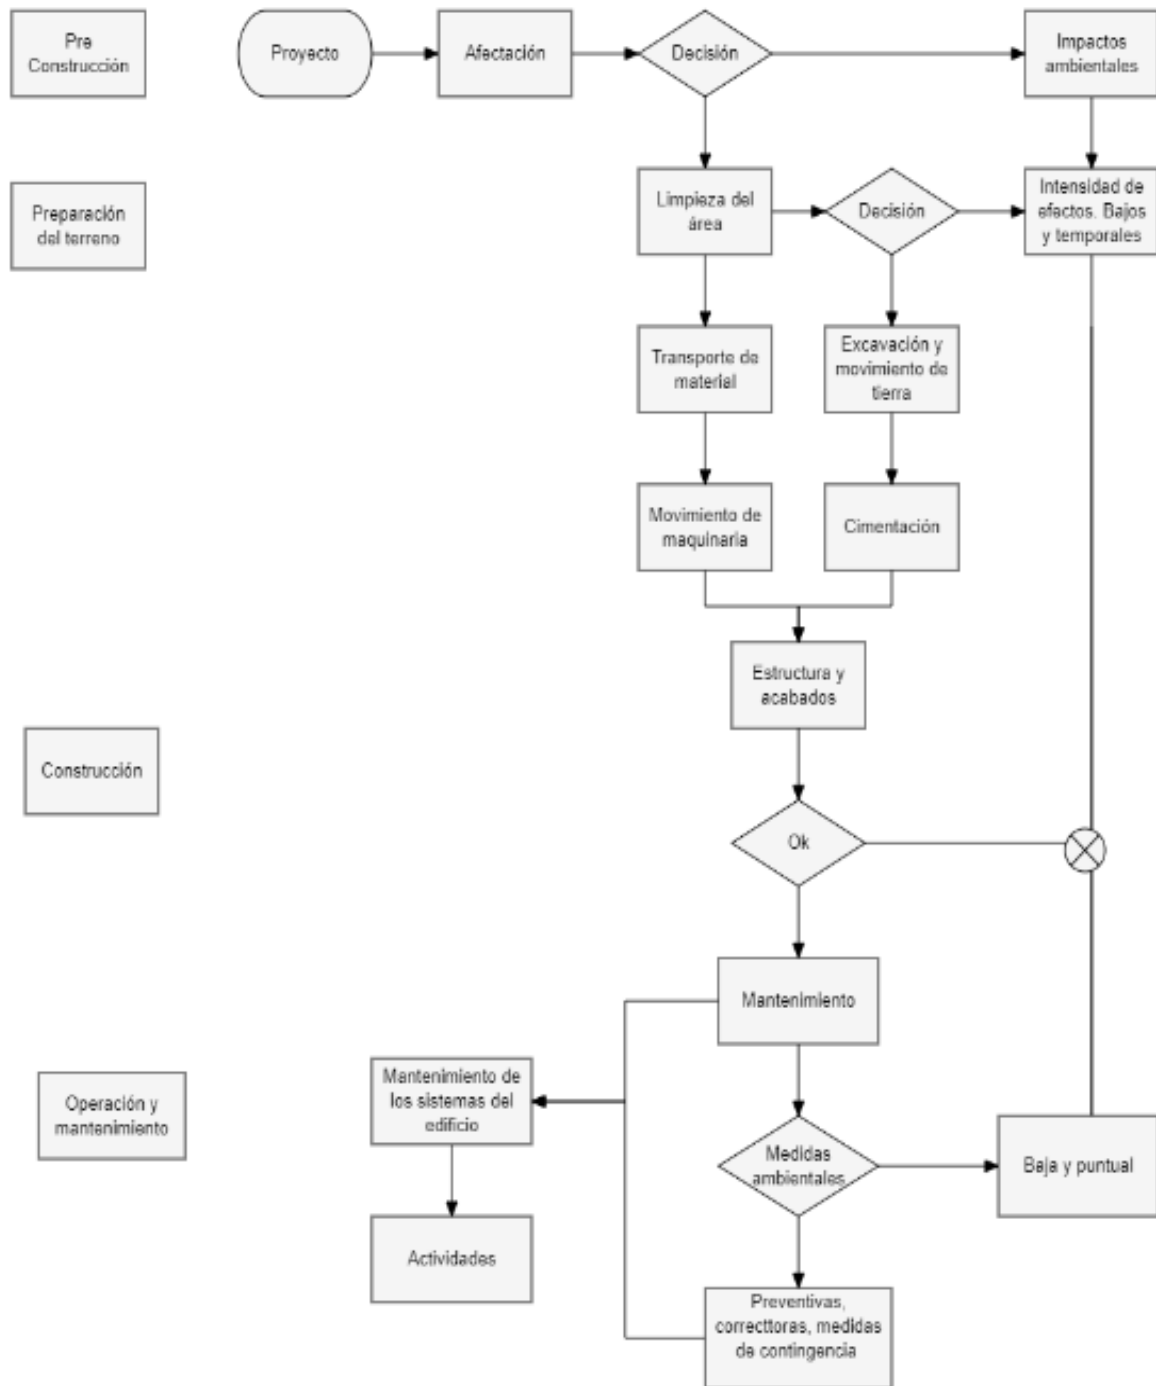 Pre
Construcción
Proyecto
Afectación
Decisión
Impactos
ambientales
Preparación
del terreno
Limpieza del
área
Decisión
Intensidad de
efectos. Bajos
y temporales
Transporte de
material
Excavación y
movimiento de
tierra
Movimiento de
maquinaria
Cimentación
Estructura y
acabados
Construcción
Ok
Mantenimiento
Operación y
mantenimiento
Mantenimiento de
los sistemas del
edificio
Medidas
ambientales
Baja y puntual
Actividades
Preventivas,
correcttoras, medidas
de contingencia